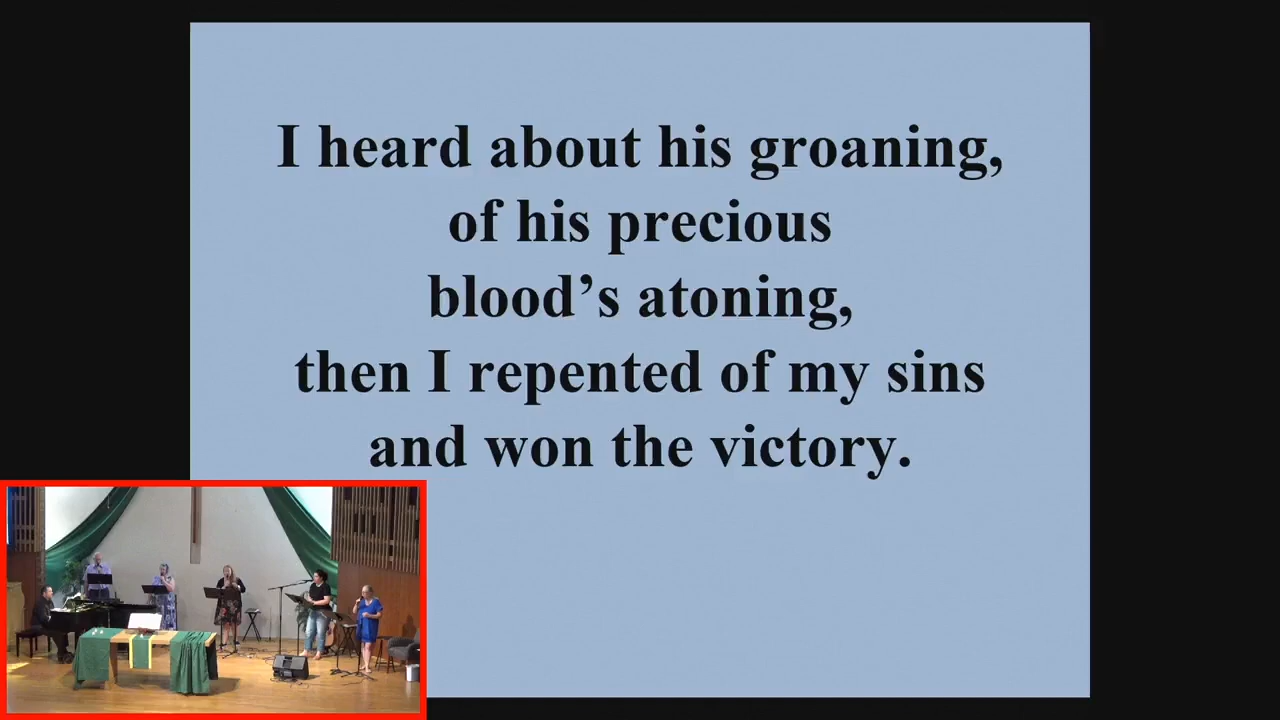 I heard about his groaning,
of his precious
blood’s atoning,
then I repented of my sins
and won the victory.